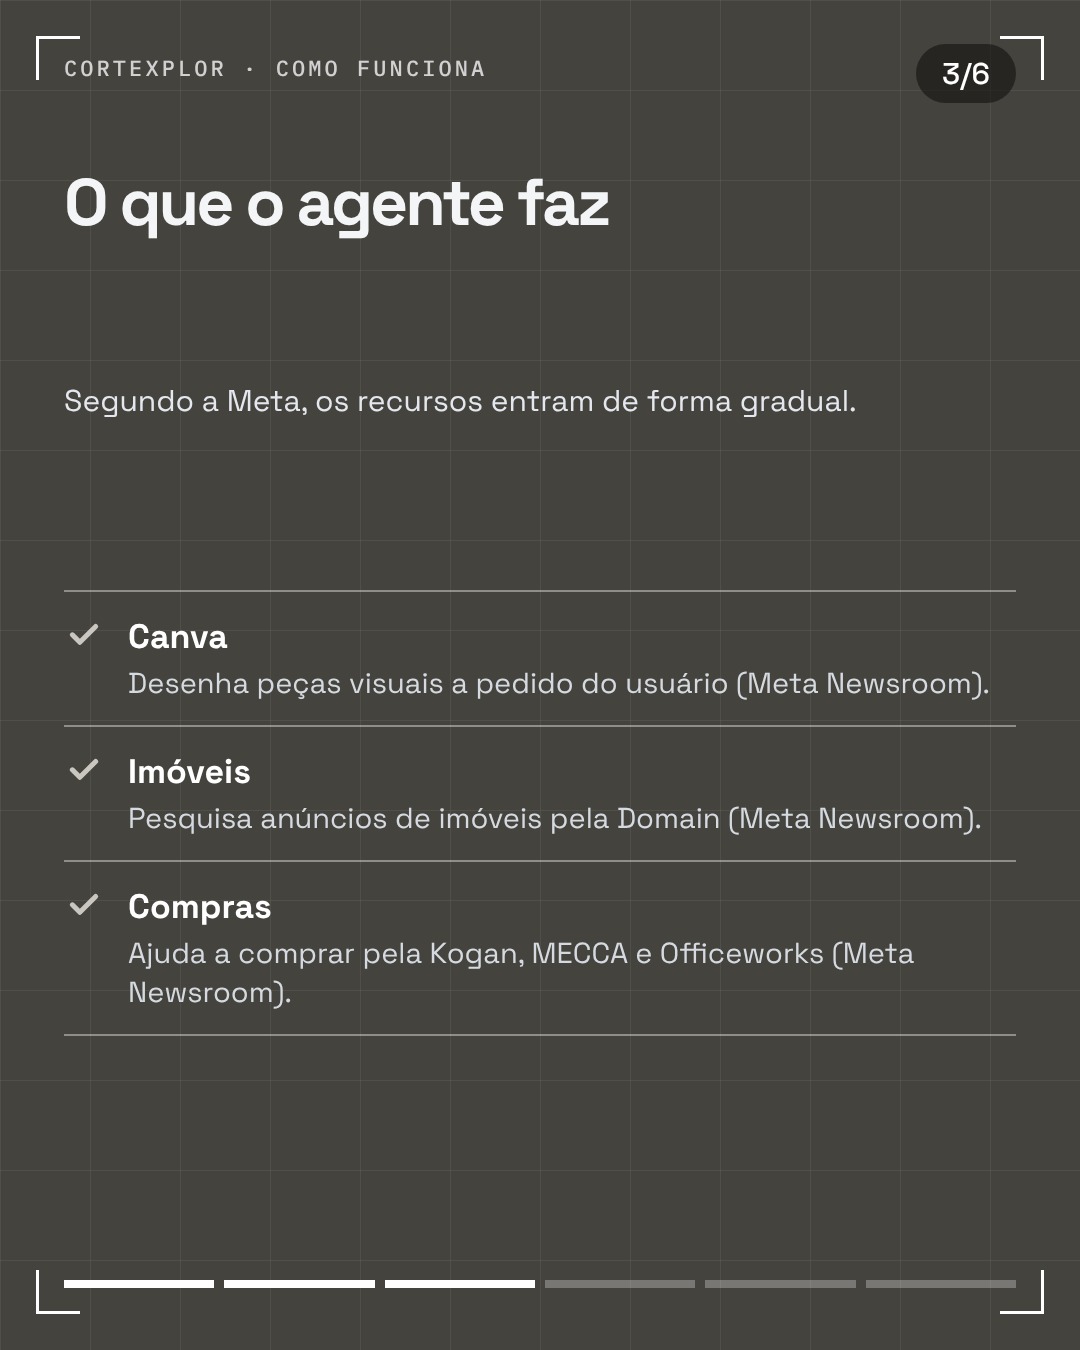 CORTEXPLOR · COMO FUNCIONA
3/6
O que o agente faz
Segundo a Meta, os recursos entram de forma gradual.
Canva
Desenha peças visuais a pedido do usuário (Meta Newsroom).
Imóveis
Pesquisa anúncios de imóveis pela Domain (Meta Newsroom).
Compras
Ajuda a comprar pela Kogan, MECCA e Officeworks (Meta
Newsroom).